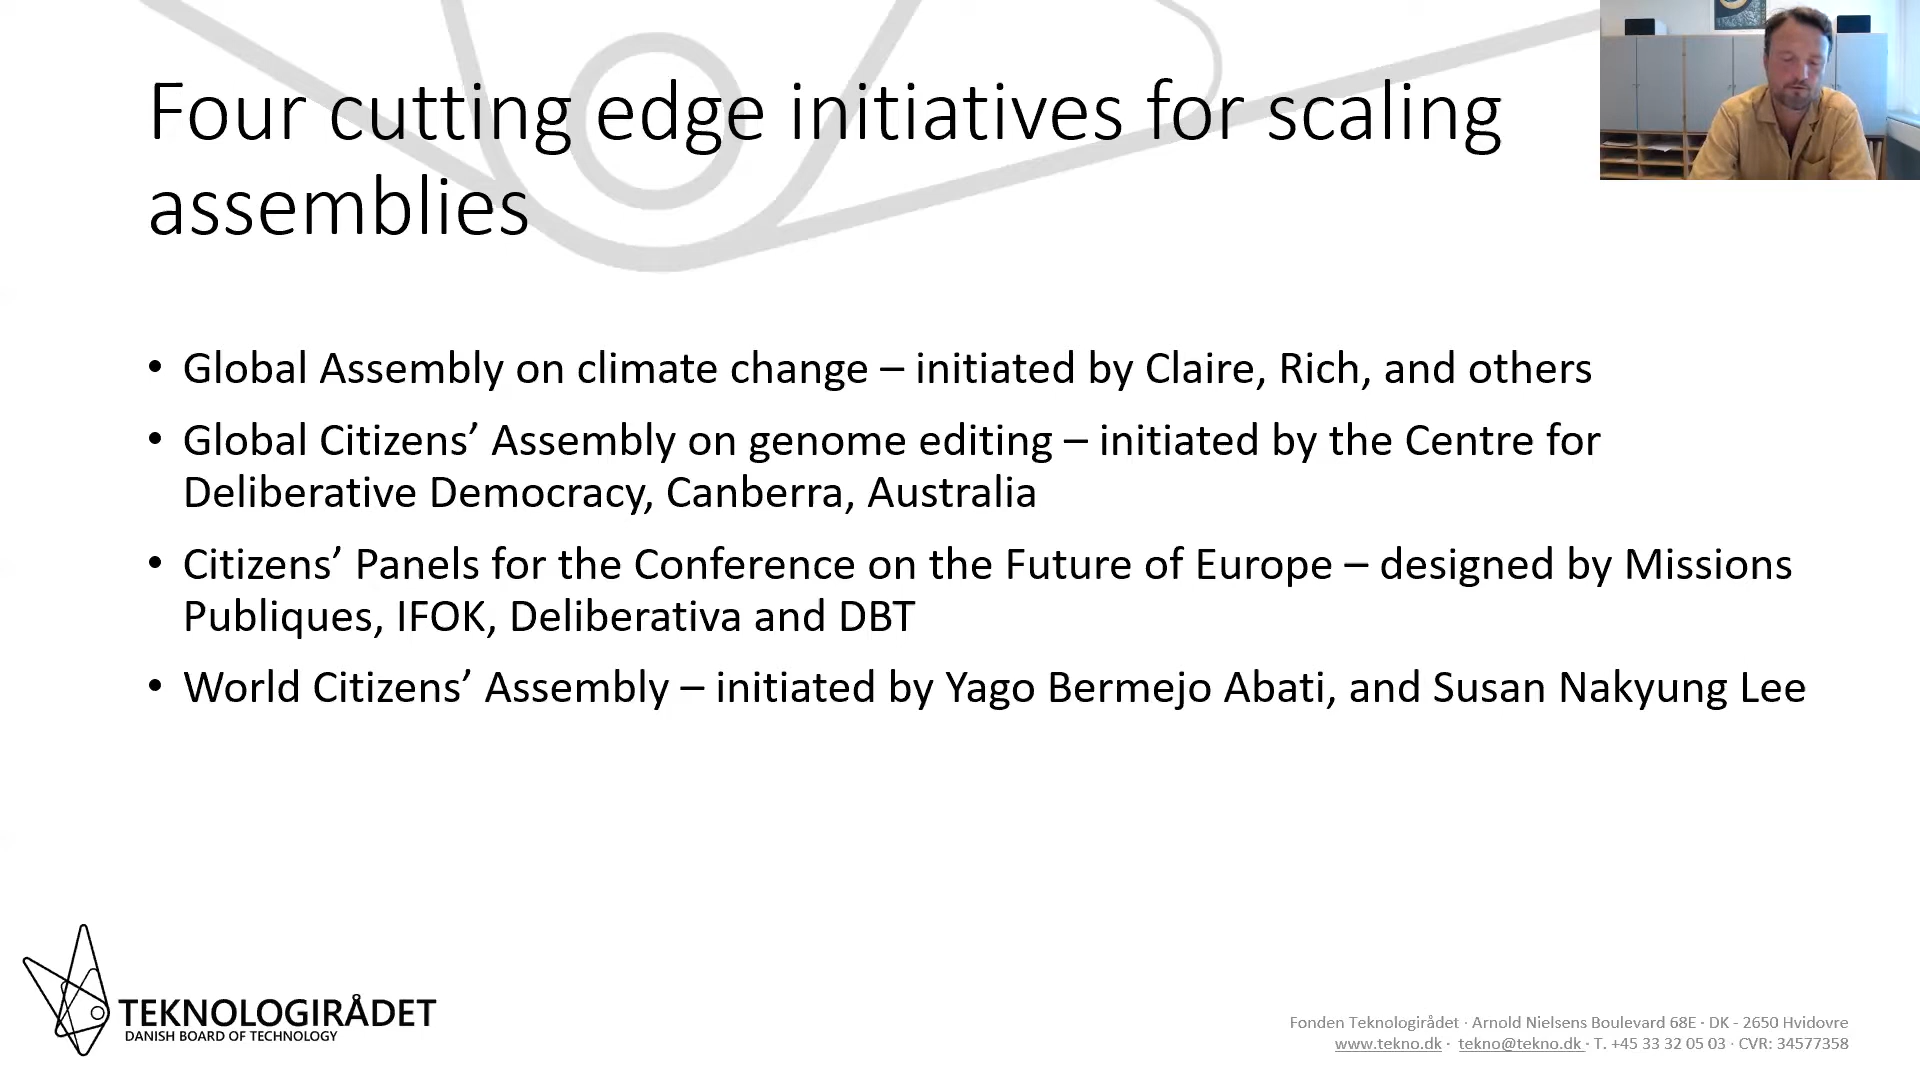 Four cutting edge initiatives for scaling
assemblies
• Global Assembly on climate change – initiated by Claire, Rich, and others
• Global Citizens’ Assembly on genome editing – initiated by the Centre for
Deliberative Democracy, Canberra, Australia
• Citizens’ Panels for the Conference on the Future of Europe – designed by Missions
Publiques, IFOK, Deliberativa and DBT
• World Citizens’ Assembly – initiated by Yago Bermejo Abati, and Susan Nakyung Lee
TEKNOLOGIRÅDET
DANISH BOARD OF TECHNOLOGY
Fonden Teknologirådet · Arnold Nielsens Boulevard 68E · DK - 2650 Hvidovre
www.tekno.dk · tekno@tekno.dk · T. +45 33 32 05 03 · CVR: 34577358